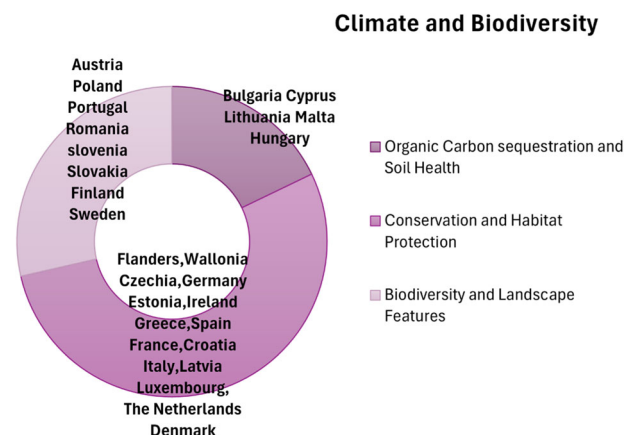 Climate and Biodiversity
Austria
Poland
Portugal
Romania
slovenia
Slovakia
Finland
Sweden
Bulgaria Cyprus
Lithuania Malta
Hungary
Flanders,Wallonia
Czechia,Germany
Estonia,Ireland
Greece,Spain
France,Croatia
Italy,Latvia
Luxembourg,
The Netherlands
Denmark
Organic Carbon sequestration and
Soil Health
Conservation and Habitat
Protection
Biodiversity and Landscape
Features